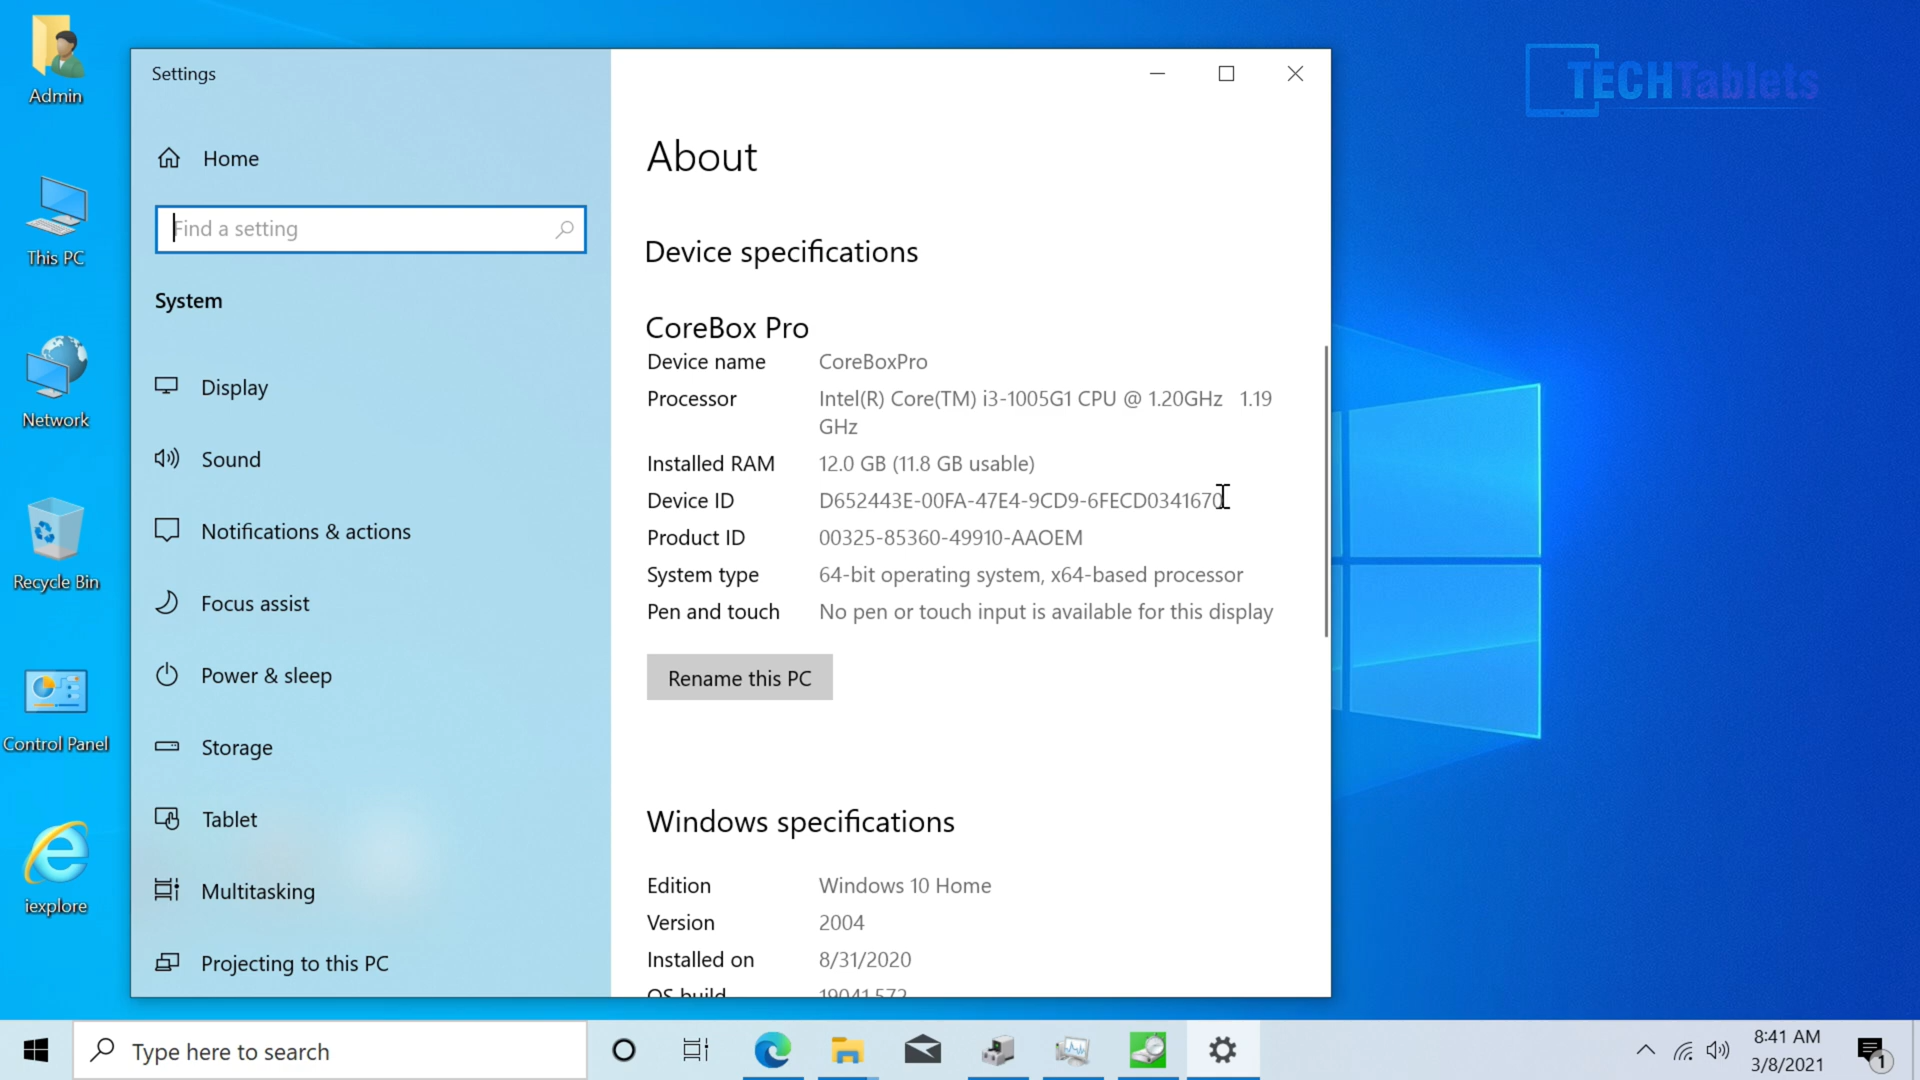 Admin
This PC
Network
Recycle Bin
Control Panel
iexplore
Settings
Home
Find a setting
System
Display
Sound
Notifications & actions
Focus assist
Power & sleep
Storage
Tablet
Multitasking
Projecting to this PC
About
Device specifications
CoreBox Pro
Device name CoreBoxPro
Processor Intel(R) Core(TM) i3-1005G1 CPU @ 1.20GHz 1.19
GHz
Installed RAM 12.0 GB (11.8 GB usable)
Device ID D652443E-00FA-47E4-9CD9-6FECD0341670
Product ID 00325-85360-49910-AAOEM
System type 64-bit operating system, x64-based processor
Pen and touch No pen or touch input is available for this display
Rename this PC
Windows specifications
Edition Windows 10 Home
Version 2004
Installed on 8/31/2020
OS build 19041.572
TECHTablets
Type here to search
8:41 AM
3/8/2021
1